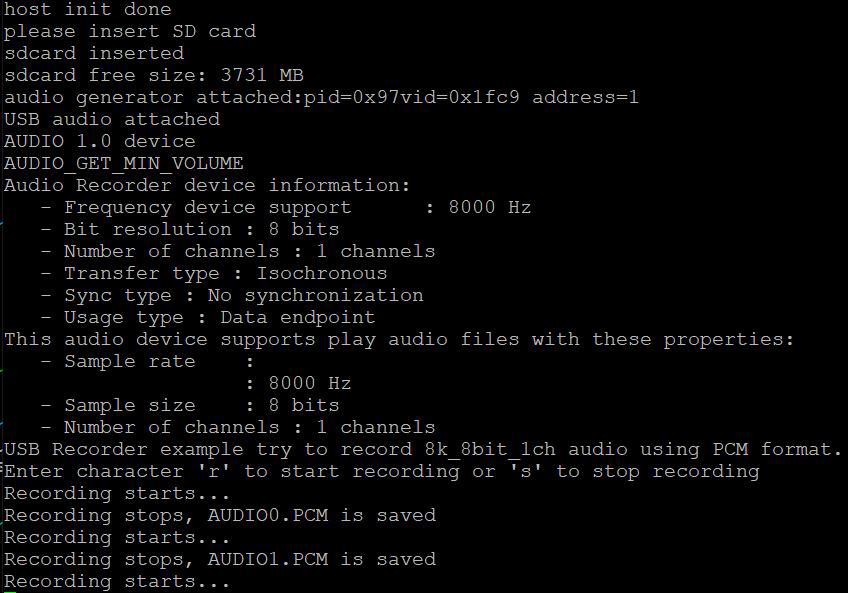 host init done
please insert SD card
sdcard inserted
sdcard free size: 3731 MB
audio generator attached:pid=0x97vid=0x1fc9 address=1
USB audio attached
AUDIO 1.0 device
AUDIO_GET_MIN_VOLUME
Audio Recorder device information:
   - Frequency device support      : 8000 Hz
   - Bit resolution : 8 bits
   - Number of channels : 1 channels
   - Transfer type : Isochronous
   - Sync type : No synchronization
   - Usage type : Data endpoint
This audio device supports play audio files with these properties:
   - Sample rate    :
                    : 8000 Hz
   - Sample size    : 8 bits
   - Number of channels : 1 channels
USB Recorder example try to record 8k_8bit_1ch audio using PCM format.
Enter character 'r' to start recording or 's' to stop recording
Recording starts...
Recording stops, AUDIO0.PCM is saved
Recording starts...
Recording stops, AUDIO1.PCM is saved
Recording starts...